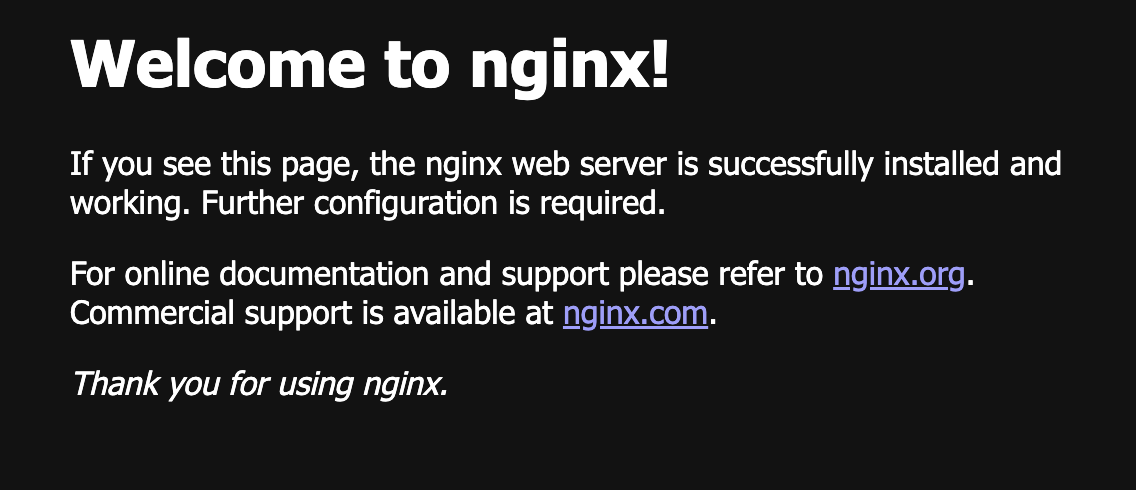 Welcome to nginx!
If you see this page, the nginx web server is successfully installed and
working. Further configuration is required.
For online documentation and support please refer to nginx.org.
Commercial support is available at nginx.com.
Thank you for using nginx.